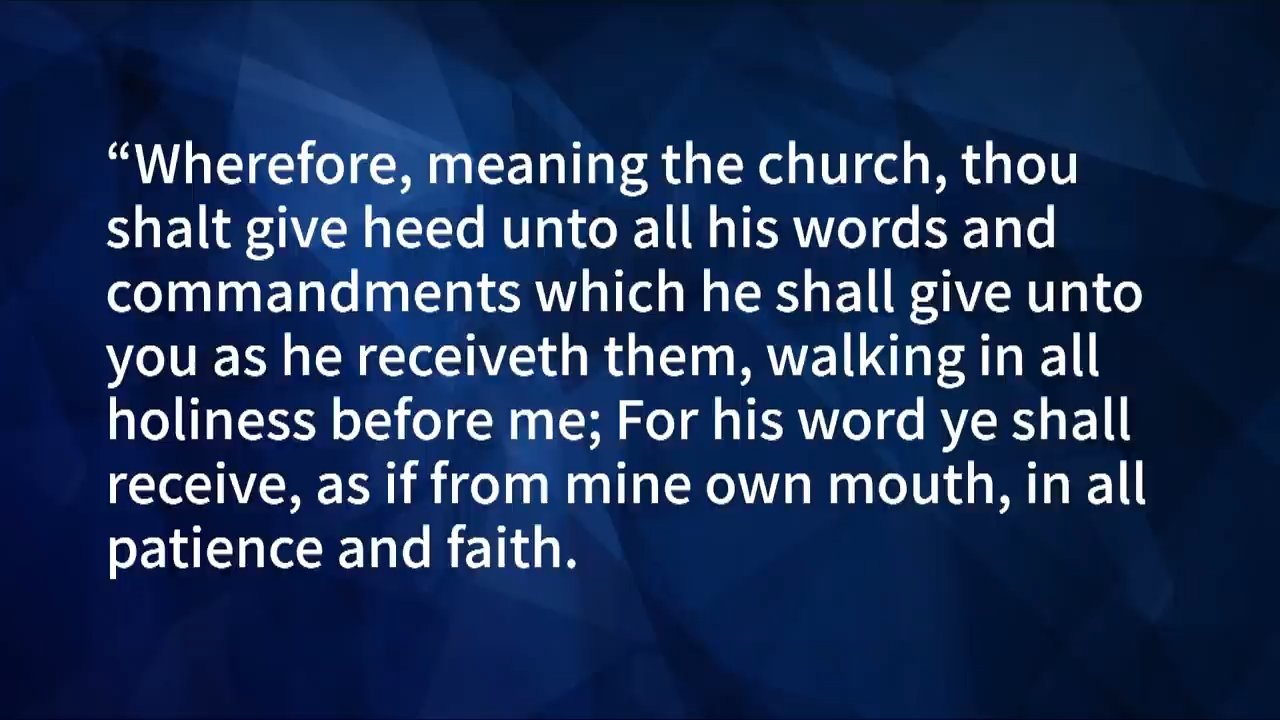 “Wherefore, meaning the church, thou
shalt give heed unto all his words and
commandments which he shall give unto
you as he receiveth them, walking in all
holiness before me; For his word ye shall
receive, as if from mine own mouth, in all
patience and faith.